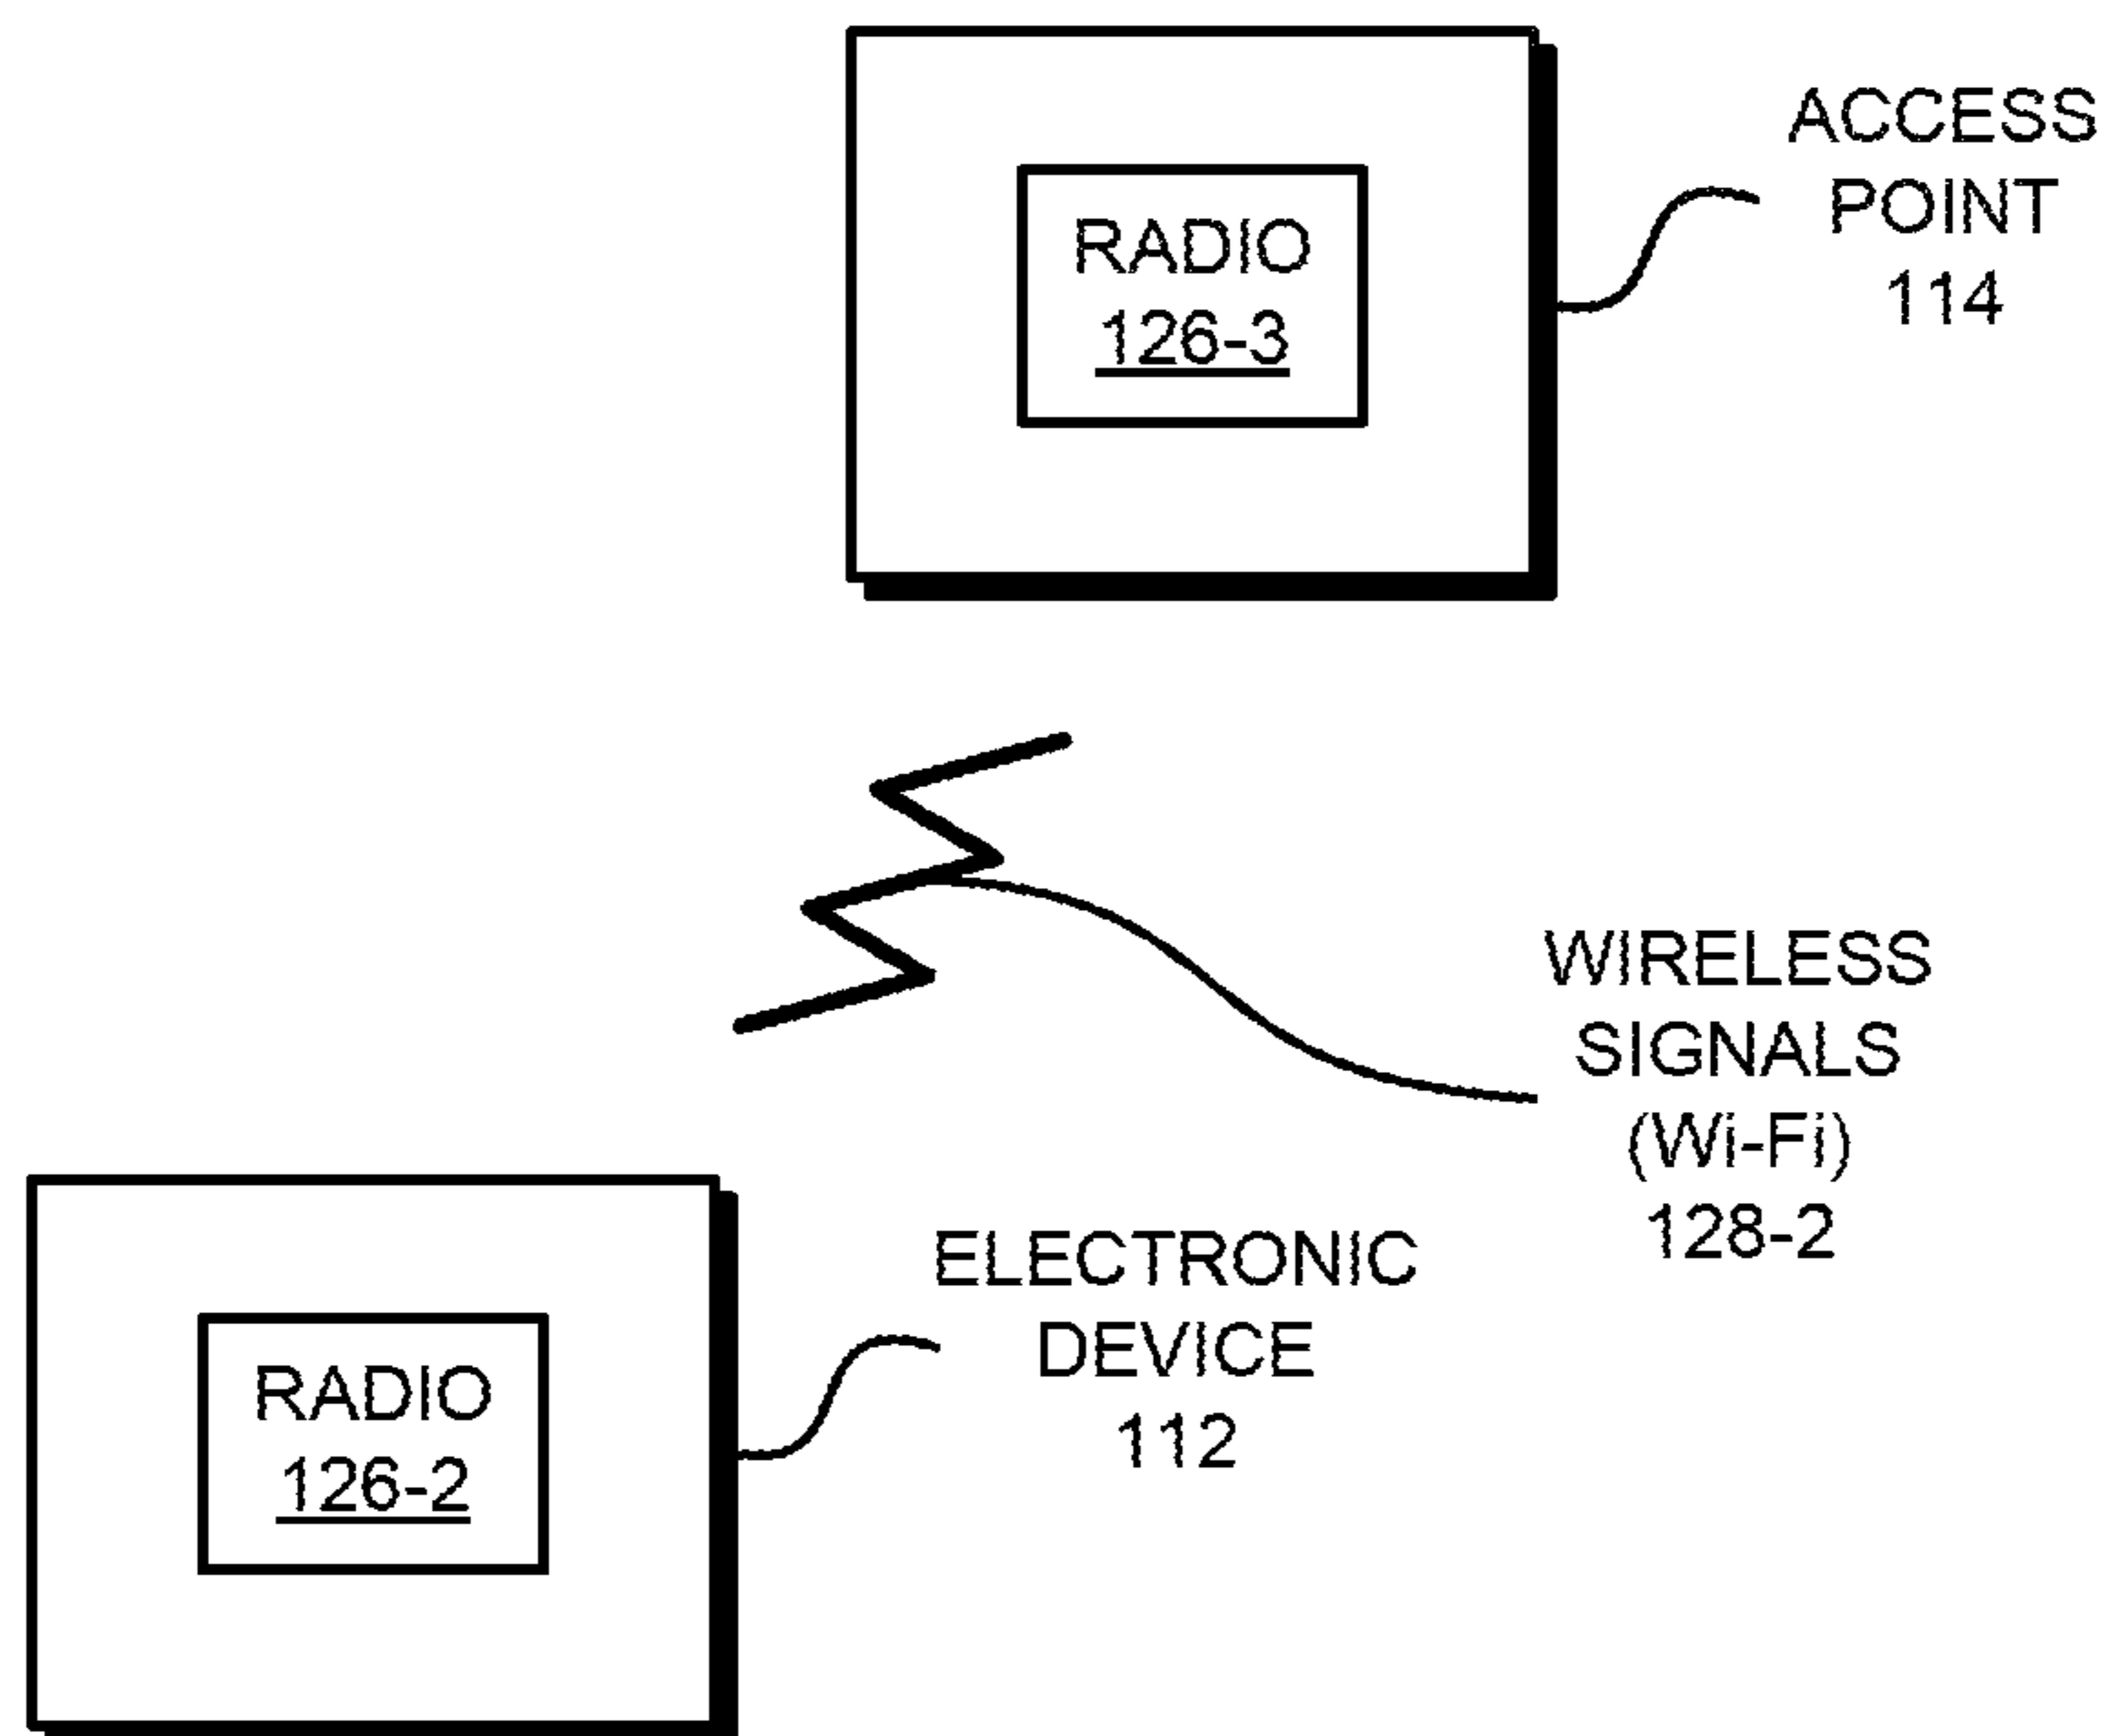 ACCESS
POINT
114
RADIO
126-3
WIRELESS
SIGNALS
(Wi-Fi)
128-2
ELECTRONIC
DEVICE
112
RADIO
126-2